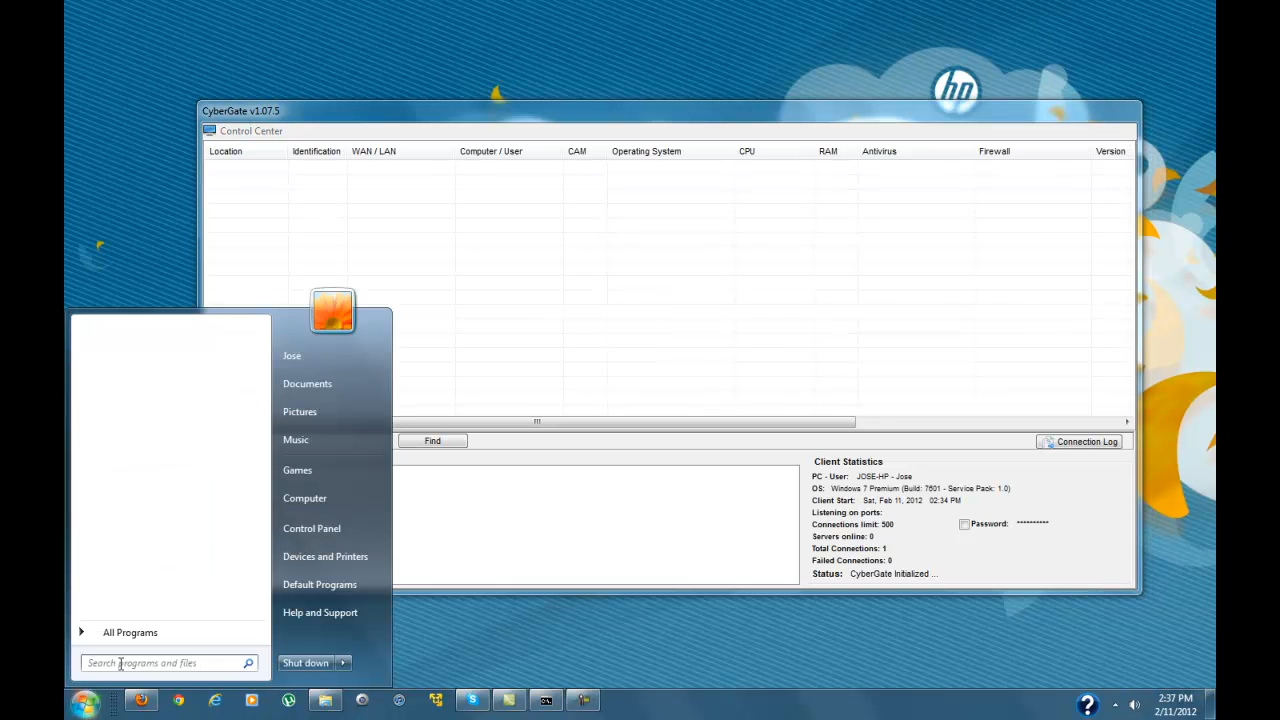 hp
CyberGate v1.07.5
Control Center
Location Identification WAN / LAN Computer / User CAM Operating System CPU RAM Antivirus Firewall Version
Jose
Documents
Pictures
Music
Games
Computer
Control Panel
Devices and Printers
Default Programs
Help and Support
All Programs
Search programs and files
Shut down
Find
Connection Log
Client Statistics
PC - User: JOSE-HP - Jose
OS: Windows 7 Premium (Build: 7601 - Service Pack: 1.0)
Client Start: Sat, Feb 11, 2012 02:34 PM
Listening on ports:
Connections limit: 500
Password: **********
Servers online: 0
Total Connections: 1
Failed Connections: 0
Status: CyberGate Initialized ...
2:37 PM
2/11/2012